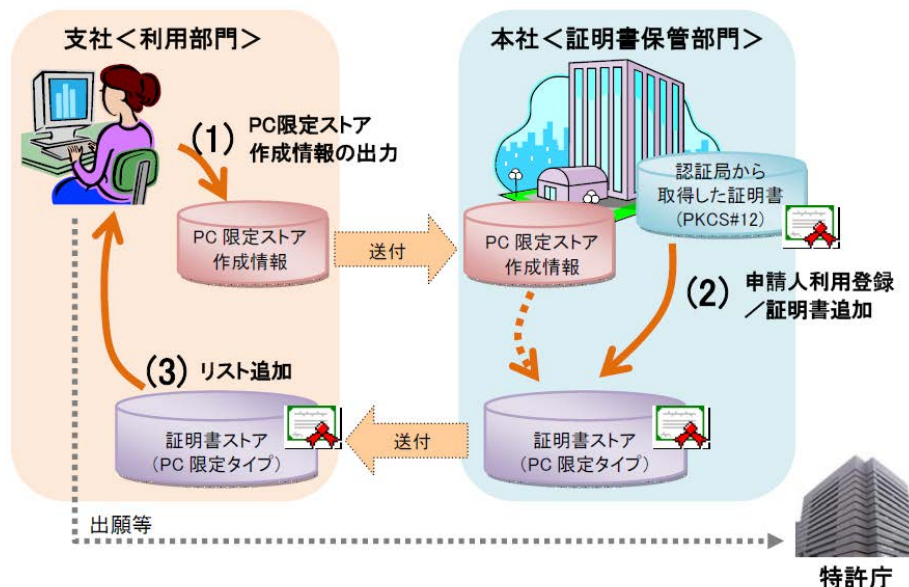 支社＜利用部門＞
本社＜証明書保管部門＞
(1) PC限定ストア
作成情報の出力
PC 限定ストア
作成情報
送付
PC 限定ストア
作成情報
認証局から
取得した証明書
(PKCS#12)
(2) 申請人利用登録
／証明書追加
(3) リスト追加
証明書ストア
(PC 限定タイプ)
送付
証明書ストア
(PC 限定タイプ)
出願等
特許庁